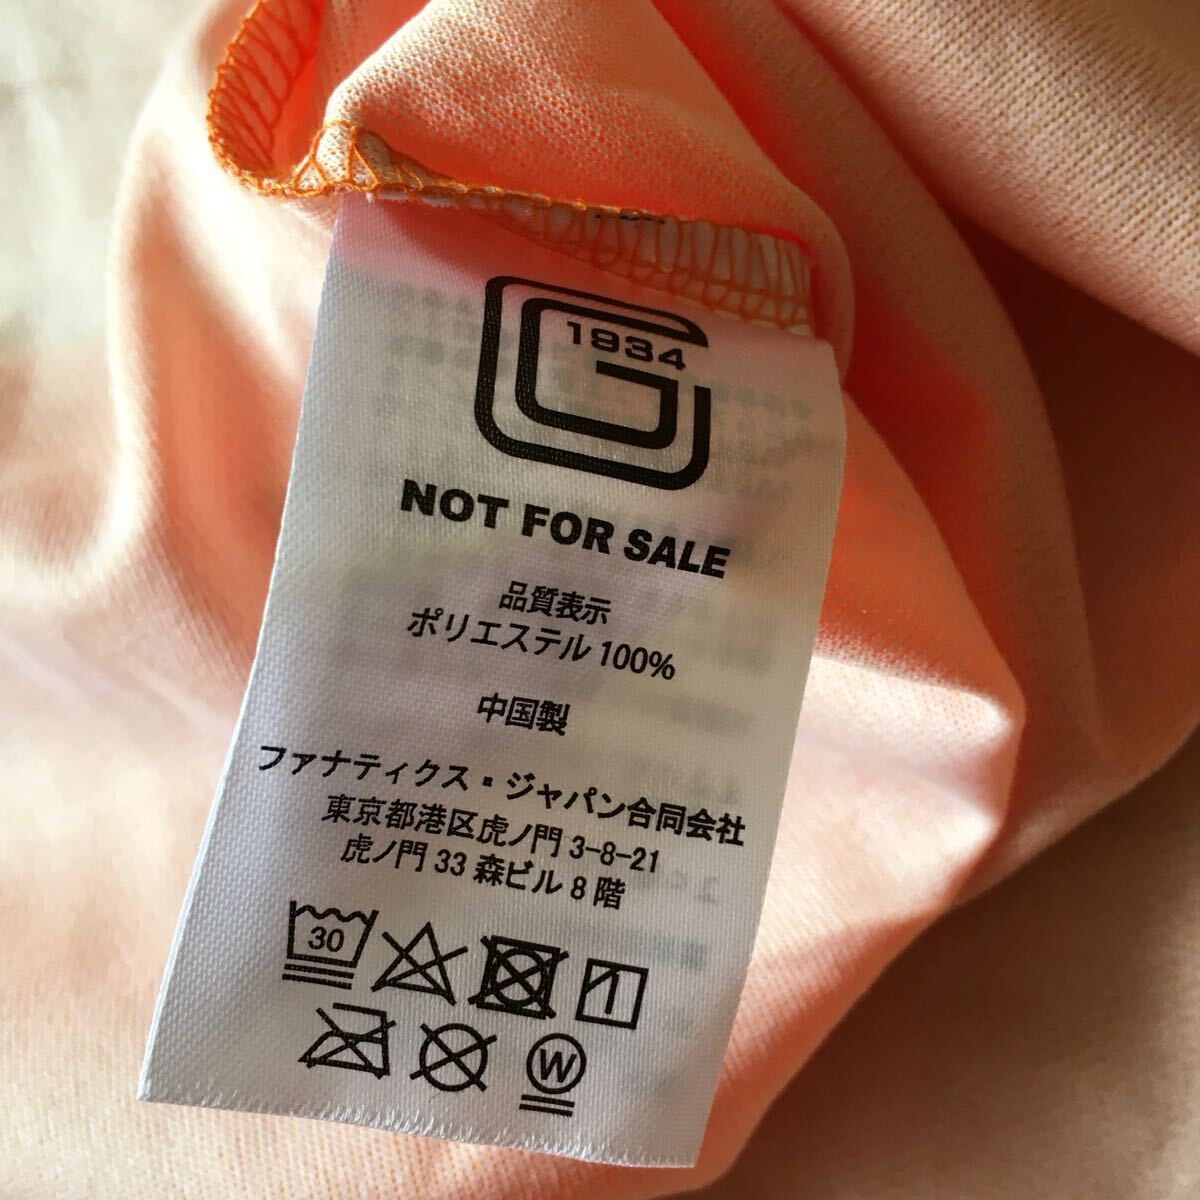 1934
NOT FOR SALE
品質表示
ポリエステル 100%
中国製
ファナティクス・ジャパン合同会社
東京都港区虎ノ門 3-8-21
虎ノ門 33 森ビル 8 階
30
W